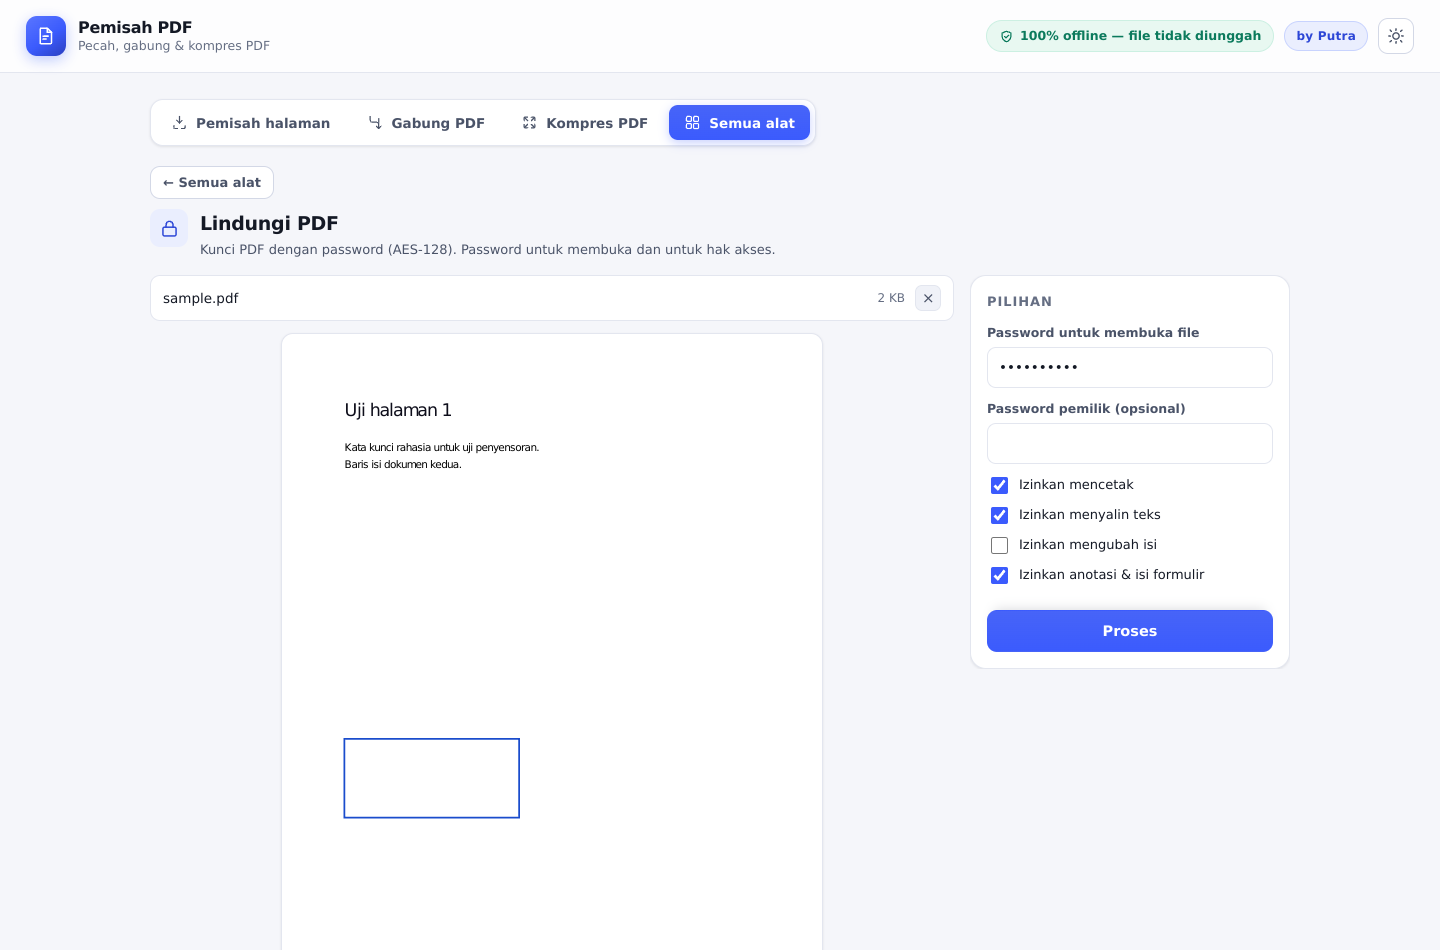 Pemisah PDF
Pecah, gabung & kompres PDF
100% offline — file tidak diunggah
by Putra
Pemisah halaman
Gabung PDF
Kompres PDF
Semua alat
← Semua alat
Lindungi PDF
Kunci PDF dengan password (AES-128). Password untuk membuka dan untuk hak akses.
sample.pdf
2 KB
Uji halaman 1
Kata kunci rahasia untuk uji penyensoran.
Baris isi dokumen kedua.
PILIHAN
Password untuk membuka file
••••••••••
Password pemilik (opsional)
Izinkan mencetak
Izinkan menyalin teks
Izinkan mengubah isi
Izinkan anotasi & isi formulir
Proses